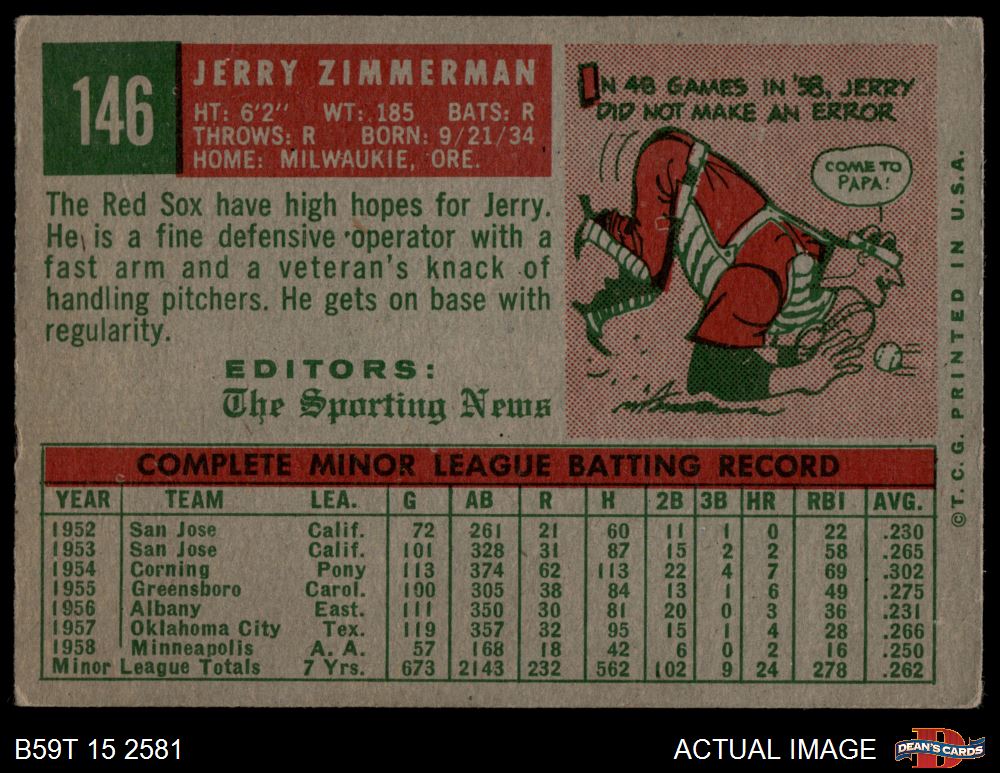 146
JERRY ZIMMERMAN
HT: 6'2" WT: 185 BATS: R
THROWS: R BORN: 9/21/34
HOME: MILWAUKIE, ORE.
The Red Sox have high hopes for Jerry.
He is a fine defensive operator with a
fast arm and a veteran's knack of
handling pitchers. He gets on base with
regularity.
EDITORS:
The Sporting News
IN 48 GAMES IN '58, JERRY
DID NOT MAKE AN ERROR
COME TO
PAPA!
COMPLETE MINOR LEAGUE BATTING RECORD
YEAR TEAM LEA. G AB R H 2B 3B HR RBI AVG.
1952 San Jose Calif. 72 261 21 60 11 1 0 22 .230
1953 San Jose Calif. 101 328 31 87 15 2 2 58 .265
1954 Corning Pony 113 374 62 113 22 4 7 69 .302
1955 Greensboro Carol. 100 305 38 84 13 1 6 49 .275
1956 Albany East. 111 350 30 81 20 0 3 36 .231
1957 Oklahoma City Tex. 119 357 32 95 15 1 4 28 .266
1958 Minneapolis A. A. 57 168 18 42 6 0 2 16 .250
Minor League Totals 7 Yrs. 673 2143 232 562 102 9 24 278 .262
©T. C. G. PRINTED IN U.S.A.
B59T 15 2581
ACTUAL IMAGE
D
DEAN'S CARDS